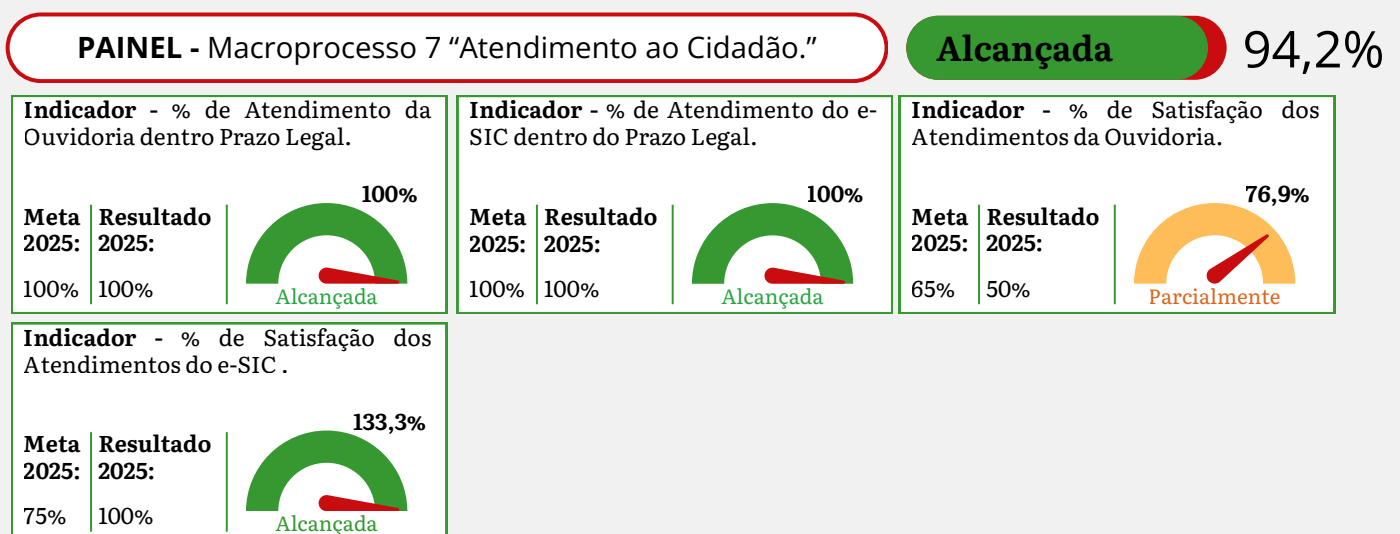 PAINEL - Macroprocesso 7 “Atendimento ao Cidadão.”
Alcançada
94,2%
Indicador - % de Atendimento da
Ouvidoria dentro Prazo Legal.
100%
Meta
2025:
Resultado
2025:
100%
100%
Alcançada
Indicador - % de Atendimento do e-
SIC dentro do Prazo Legal.
100%
Meta
2025:
Resultado
2025:
100%
100%
Alcançada
Indicador - % de Satisfação dos
Atendimentos da Ouvidoria.
76,9%
Meta
2025:
Resultado
2025:
65%
50%
Parcialmente
Indicador - % de Satisfação dos
Atendimentos do e-SIC .
133,3%
Meta
2025:
Resultado
2025:
75%
100%
Alcançada